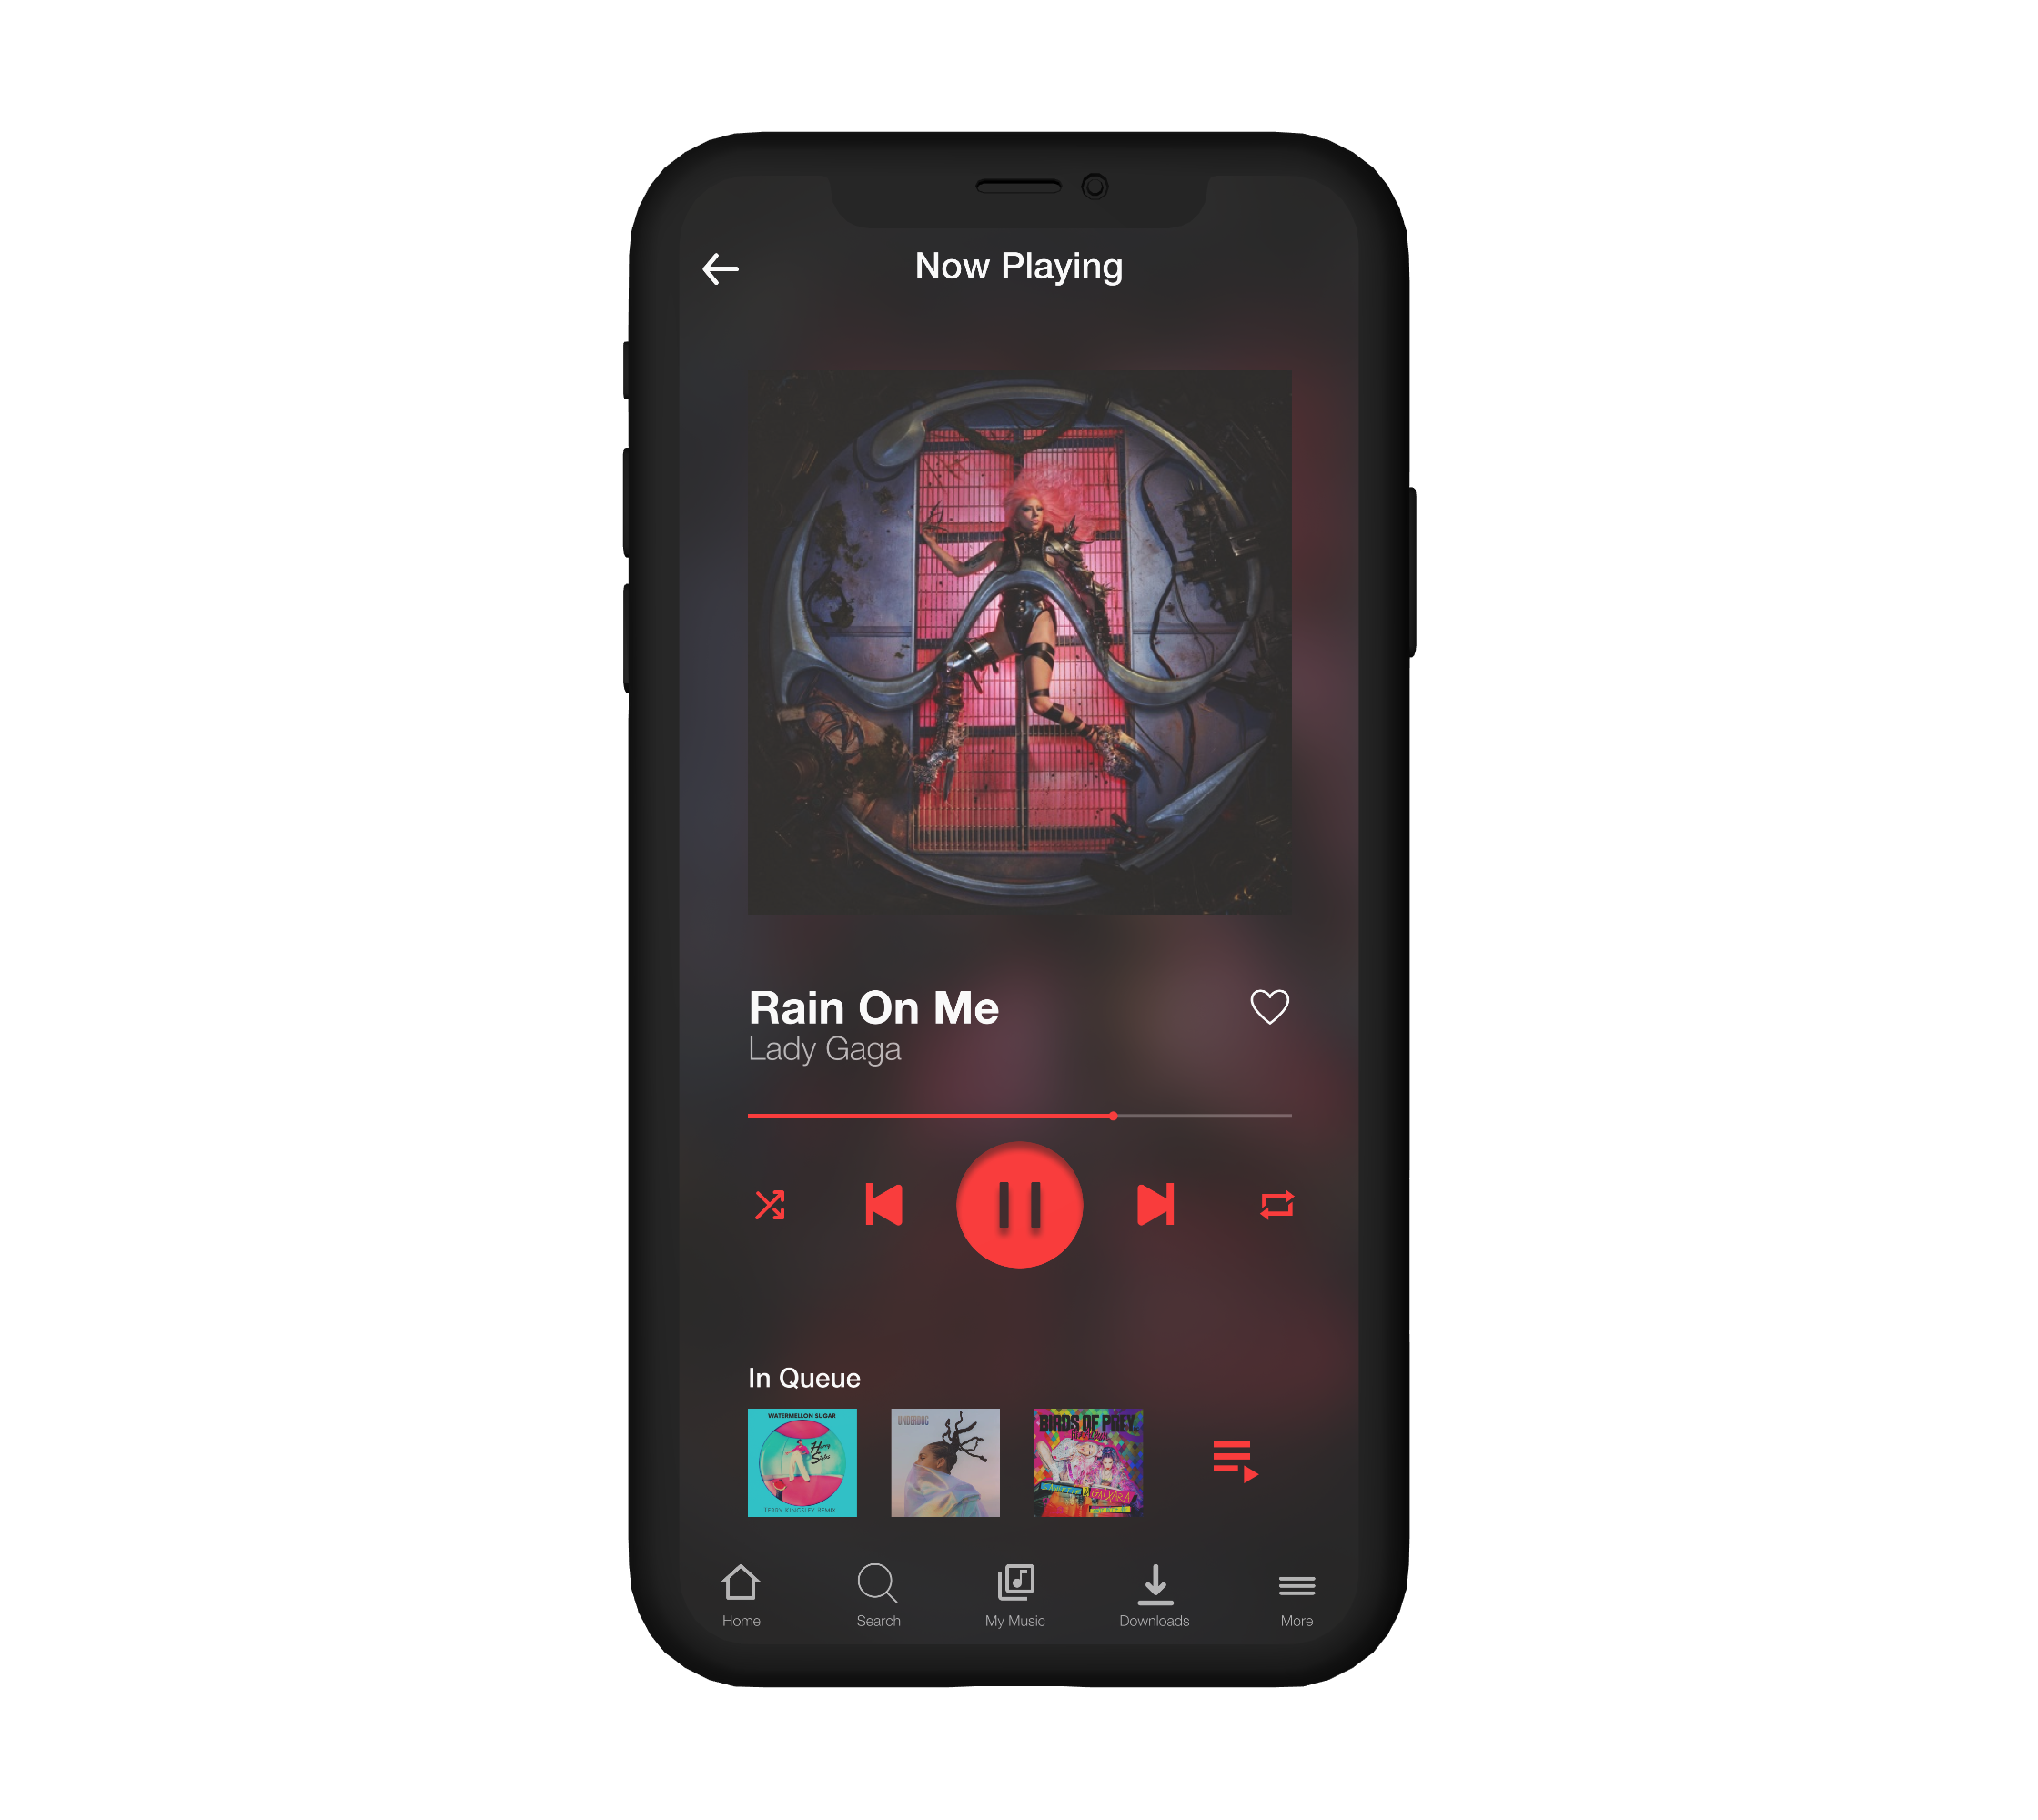 Now Playing
Rain On Me
Lady Gaga
In Queue
WATERMELLON SUGAR
Harry
Styles
UNDERDOG
BIRDS OF PREY
Home
Search
My Music
Downloads
More